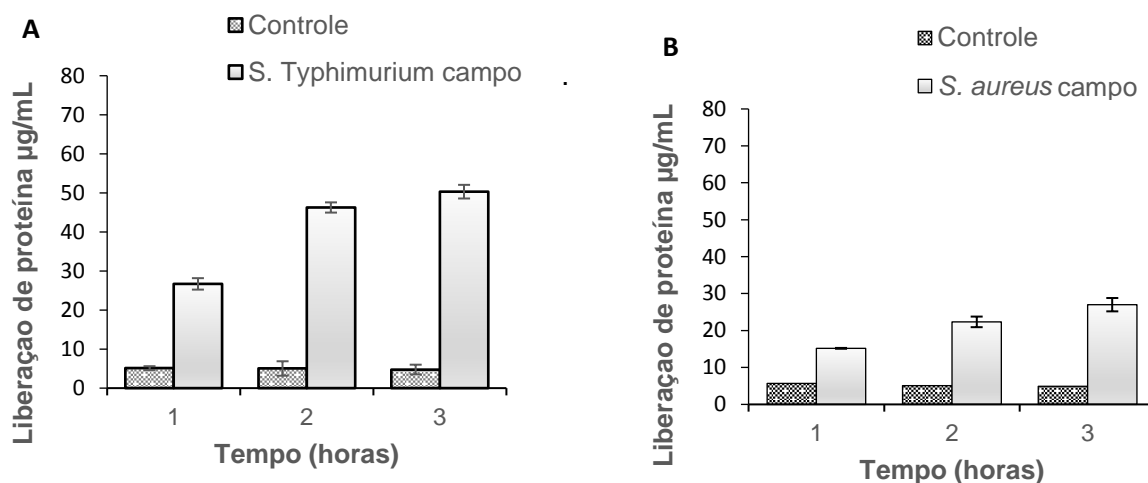 A
Controle
S. Typhimurium campo
.
Liberaçao de proteína µg/mL
80
70
60
50
40
30
20
10
0
1 2 3
Tempo (horas)
B
Controle
S. aureus campo
Liberaçao de proteína µg/mL
80
70
60
50
40
30
20
10
0
1 2 3
Tempo (horas)